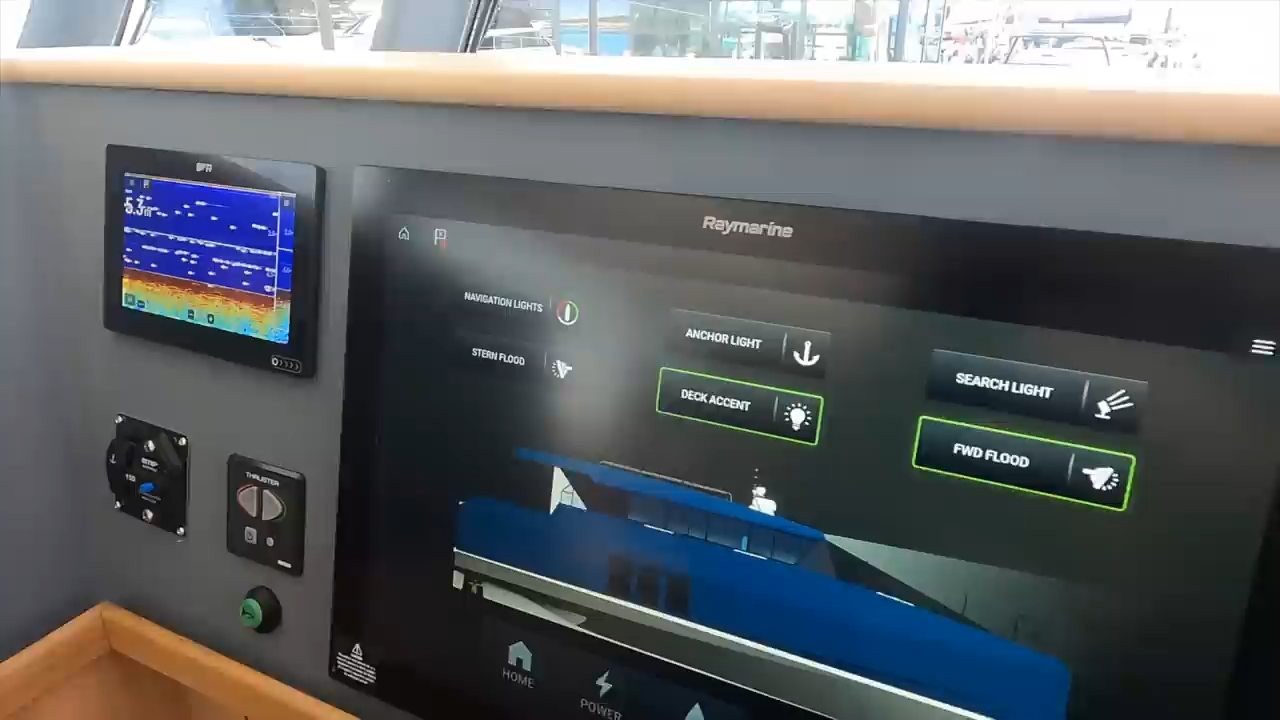 Raymarine
5.3m
NAVIGATION LIGHTS
ANCHOR LIGHT
SEARCH LIGHT
STERN FLOOD
DECK ACCENT
FWD FLOOD
THRUSTER
HOME
POWER